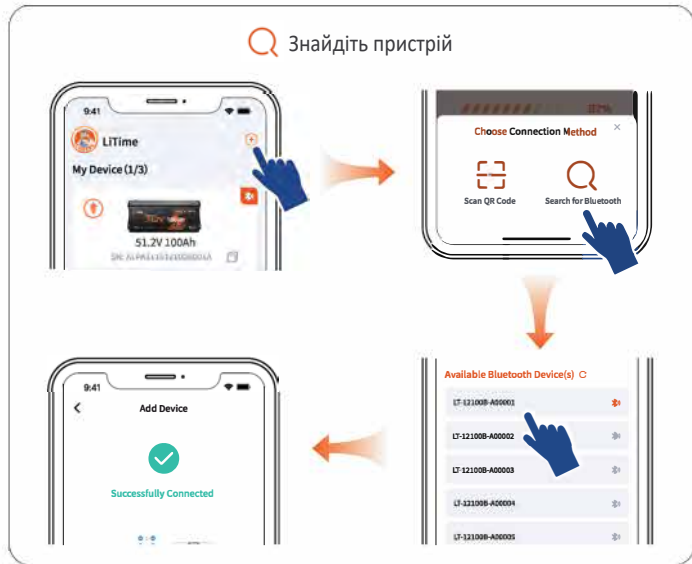 Знайдіть пристрій
9:41
LiTime
My Device (1/3)
51.2V 100Ah
Choose Connection Method
Scan QR Code
Search for Bluetooth
9:41
Add Device
Successfully Connected
Available Bluetooth Device(s)
LT-12100B-A00001
LT-12100B-A00002
LT-12100B-A00003
LT-12100B-A00004
LT-12100B-A00005